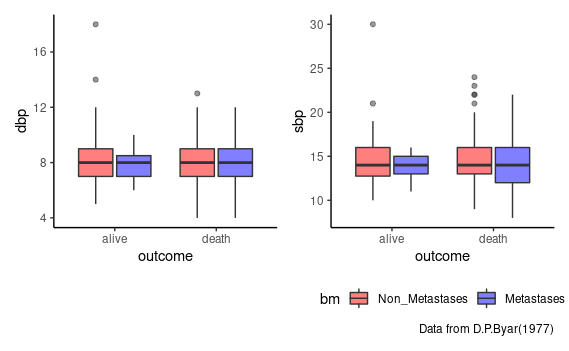 dbp
16
12
8
4
alive
death
outcome
sbp
30
25
20
15
10
alive
death
outcome
bm Non_Metastases Metastases
Data from D.P.Byar(1977)